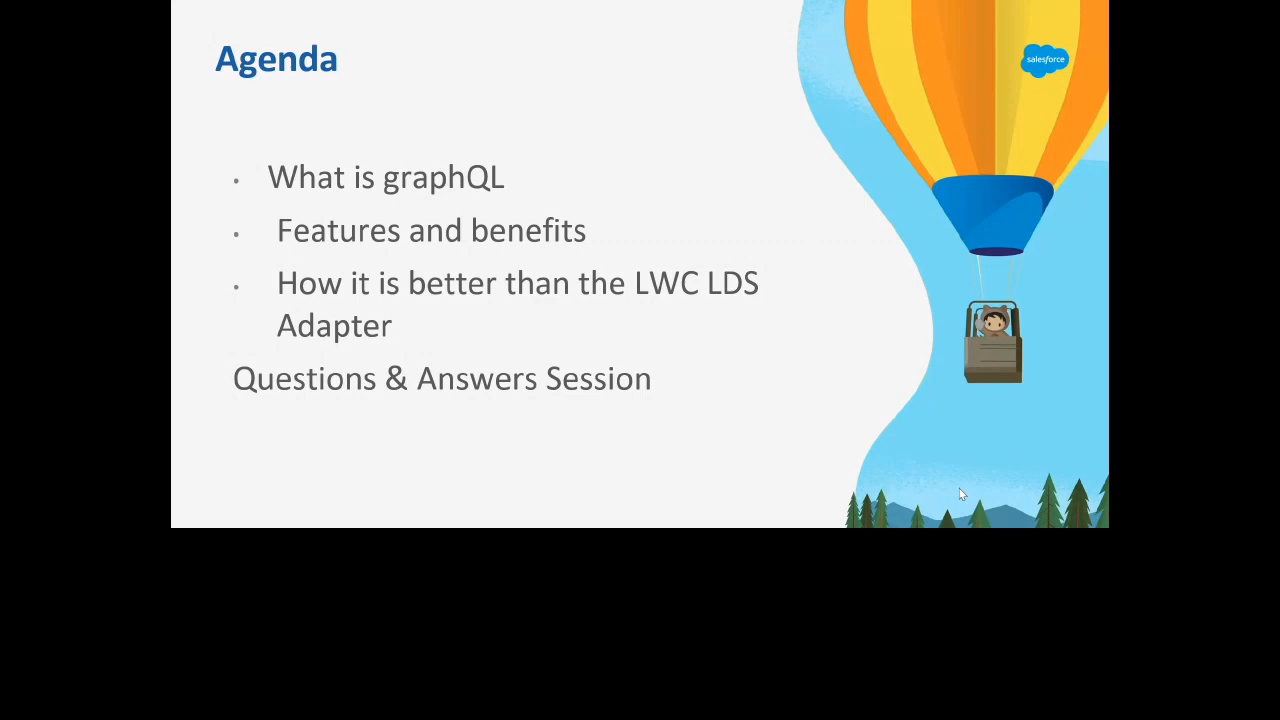 Agenda
salesforce
• What is graphQL
• Features and benefits
• How it is better than the LWC LDS
Adapter
Questions & Answers Session